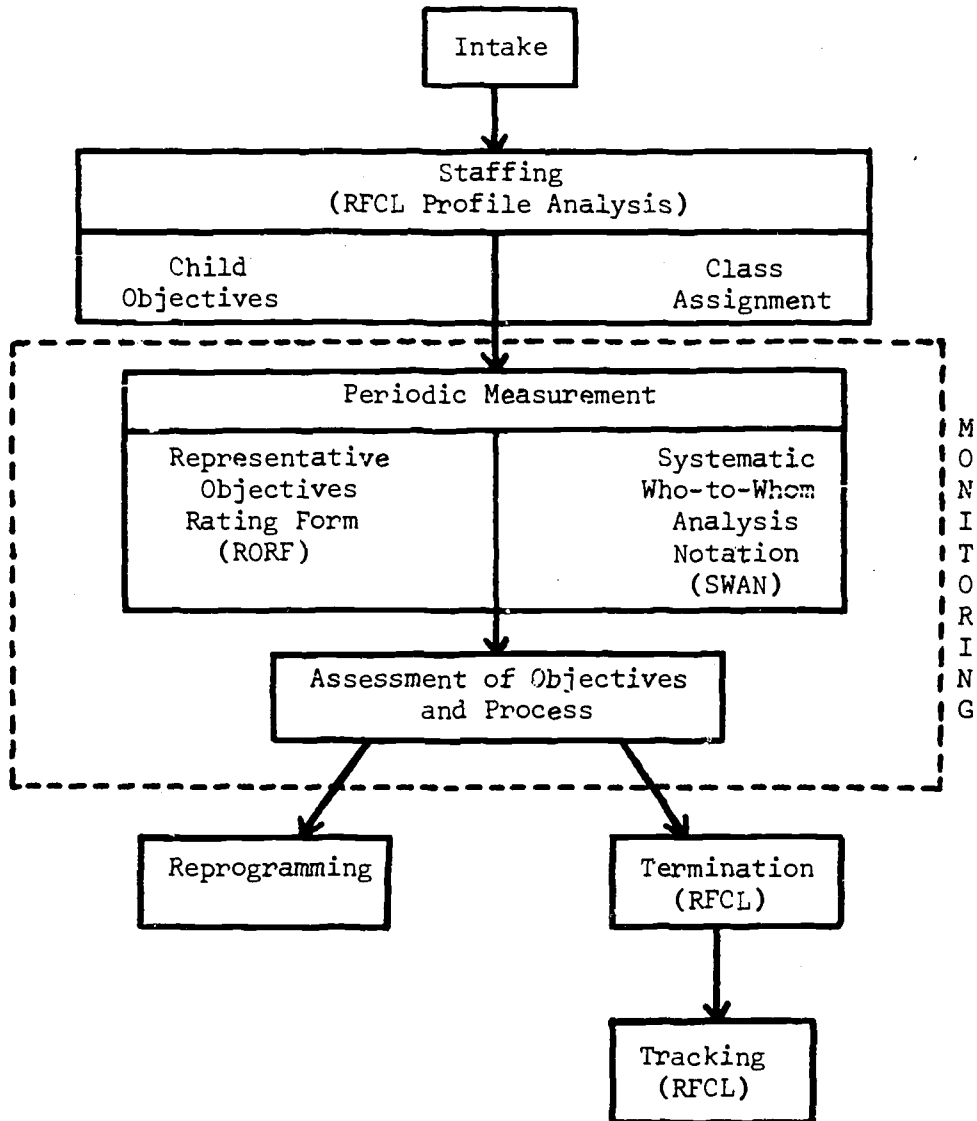 Intake
Staffing
(RFCL Profile Analysis)
Child
Objectives
Class
Assignment
Periodic Measurement
Representative
Objectives
Rating Form
(RORF)
Systematic
Who-to-Whom
Analysis
Notation
(SWAN)
MONITORING
Assessment of Objectives
and Process
Reprogramming
Termination
(RFCL)
Tracking
(RFCL)